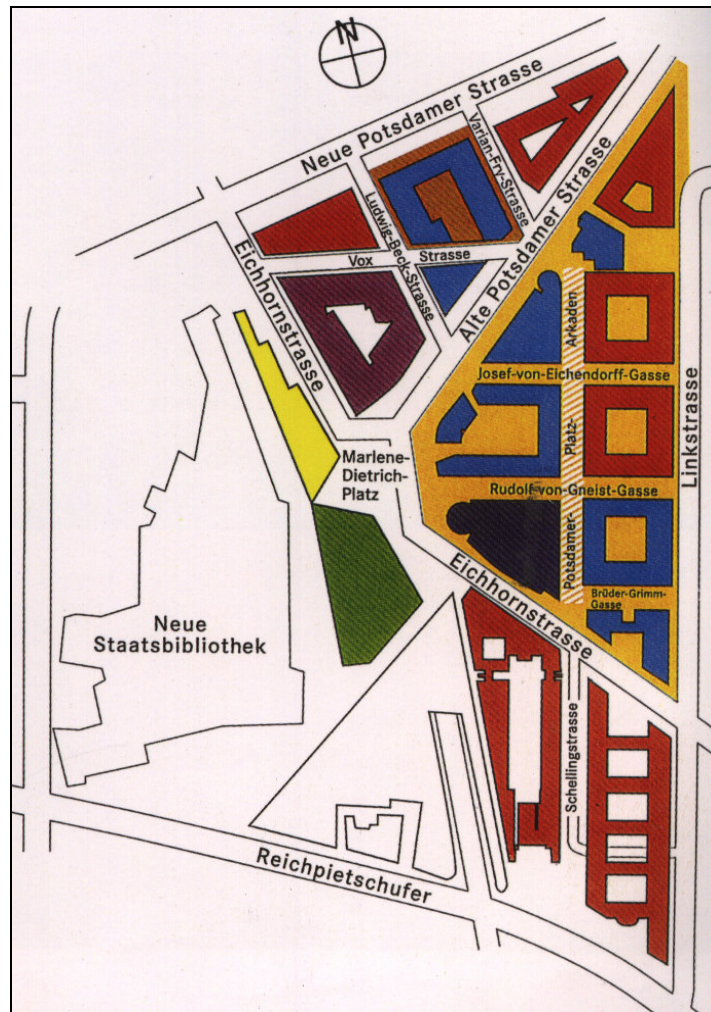 N
Neue Potsdamer Strasse
Varian-Fry-Strasse
Ludwig-Beck-Strasse
Alte Potsdamer Strasse
Eichhornstrasse
Vox Strasse
Arkaden
Josef-von-Eichendorff-Gasse
Linkstrasse
Marlene-
Dietrich-
Platz
Platz-
Rudolf-von-Gneist-Gasse
Potsdamer-
Eichhornstrasse
Brüder-Grimm-
Gasse
Neue
Staatsbibliothek
Schellingstrasse
Reichpietschufer